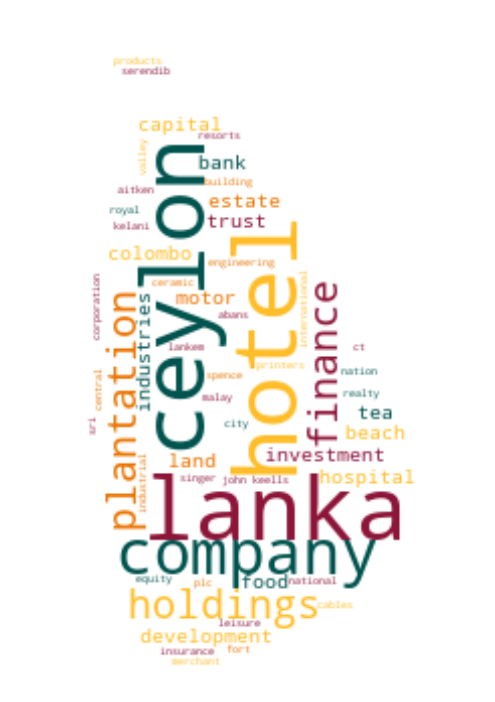 products
serendib
capital
resorts
valley
ceylon
bank
building
aitken
estate
royal
trust
kelani
hotel
colombo
engineering
ceramic
international
corporation
plantation
industries
motor
finance
abans
lankem
ct
printers
nation
central
spence
malay
realty
tea
sri
city
beach
land
investment
industrial
singer
john keells
hospital
lanka
company
equity
plc
food
national
holdings
cables
leisure
development
insurance
fort
merchant